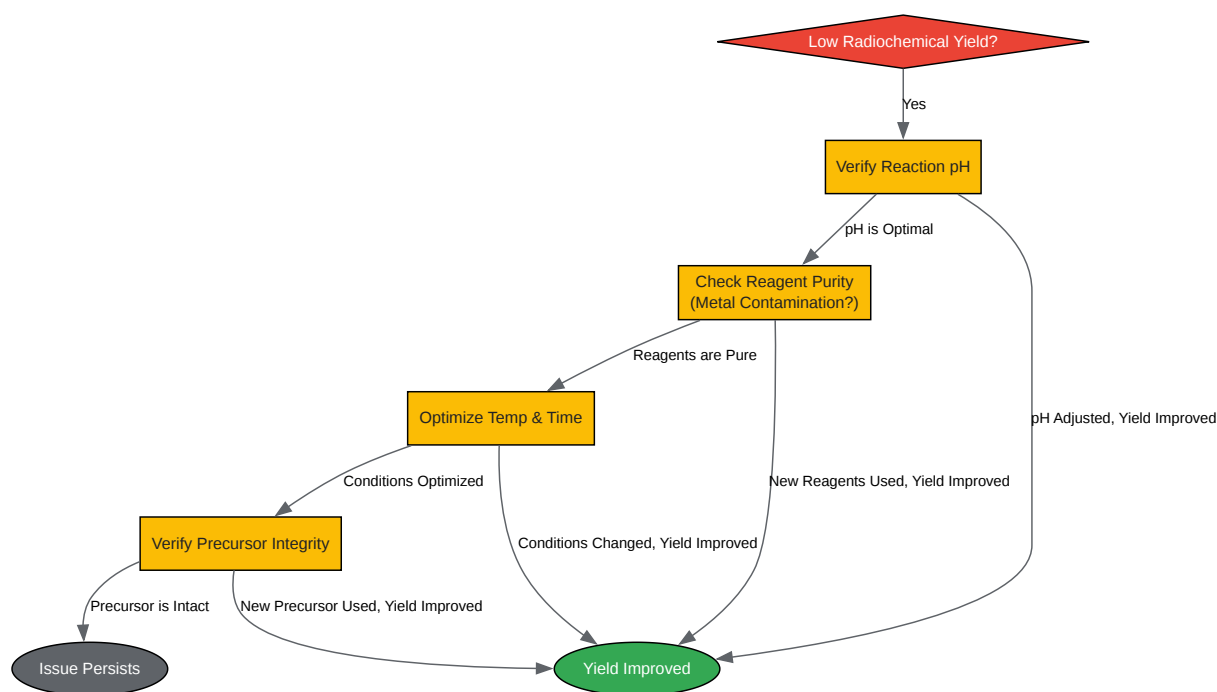 Low Radiochemical Yield?
Yes
Verify Reaction pH
pH is Optimal
Check Reagent Purity
(Metal Contamination?)
Reagents are Pure
Optimize Temp & Time
pH Adjusted, Yield Improved
Conditions Optimized
New Reagents Used, Yield Improved
Verify Precursor Integrity
Conditions Changed, Yield Improved
Precursor is Intact
New Precursor Used, Yield Improved
Issue Persists
Yield Improved